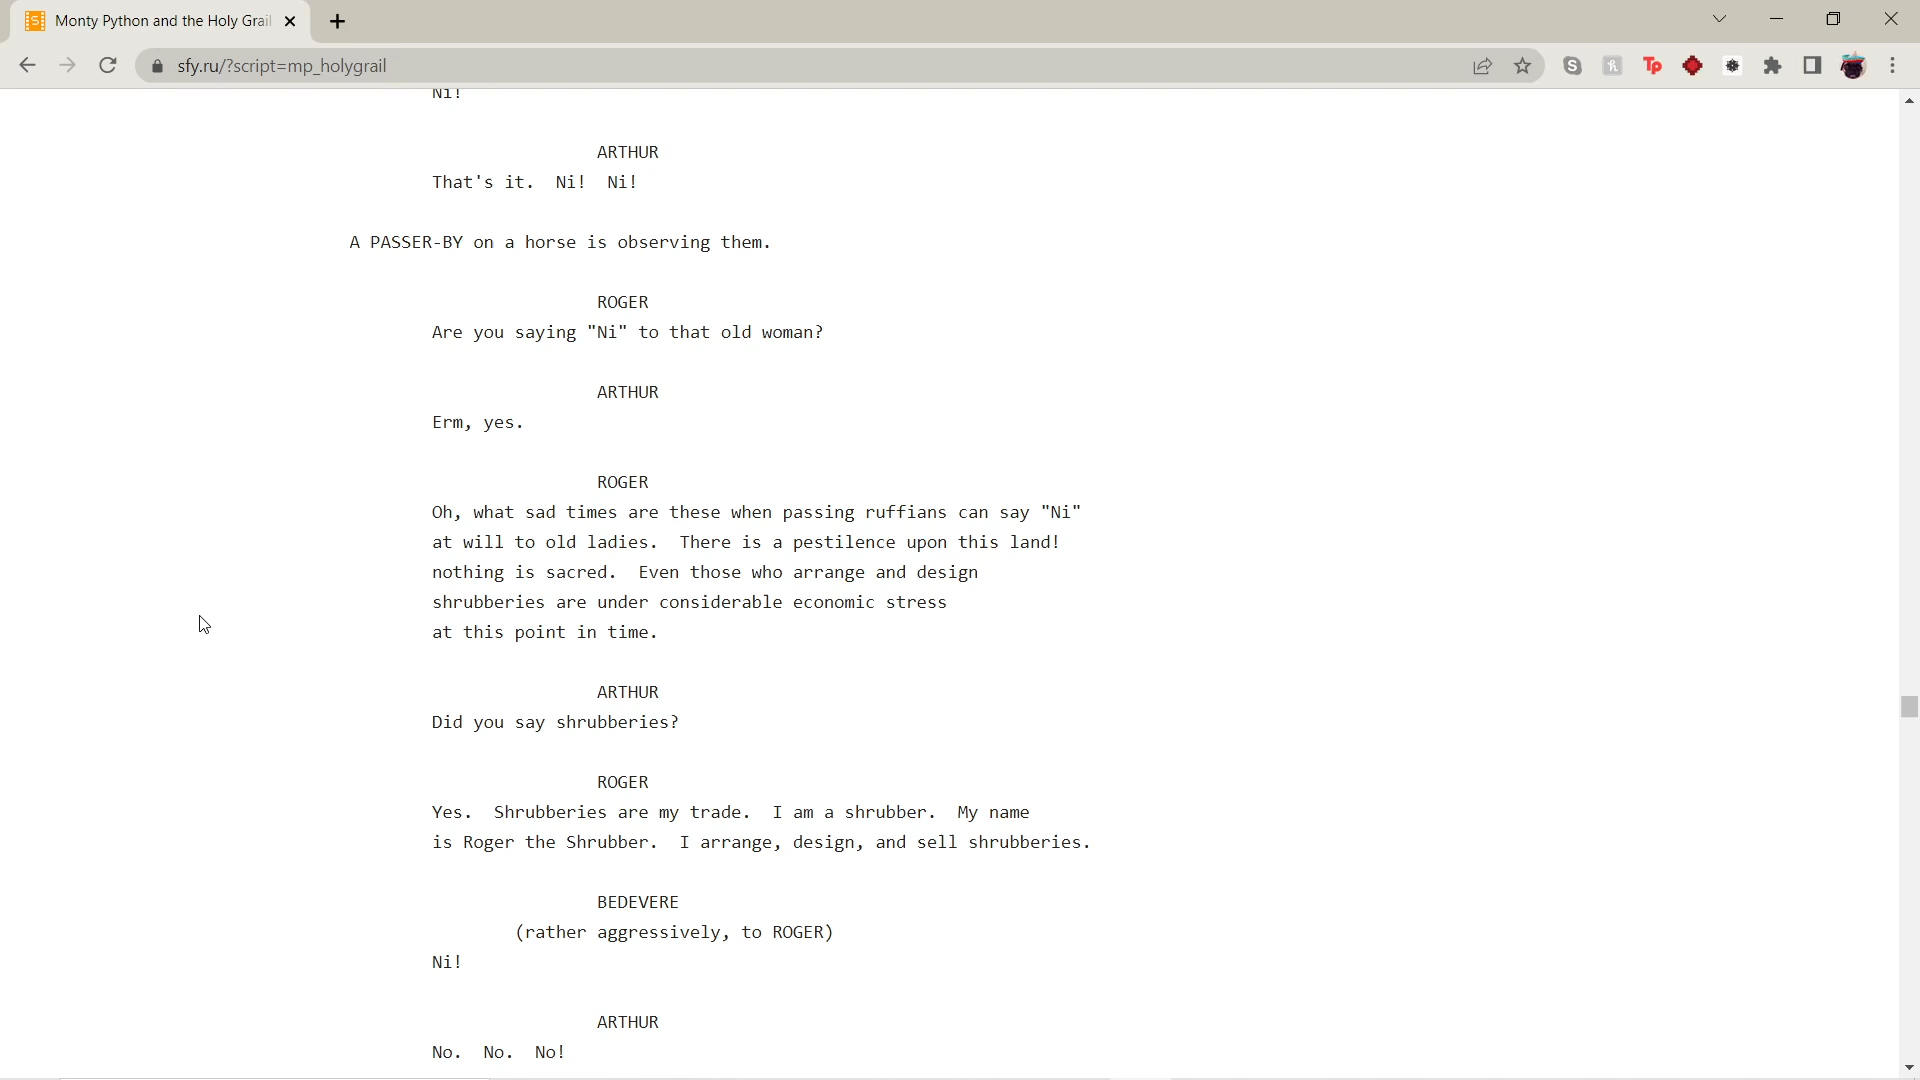 Monty Python and the Holy Grail
sfy.ru/?script=mp_holygrail
Ni!
ARTHUR
That's it.  Ni!  Ni!
A PASSER-BY on a horse is observing them.
ROGER
Are you saying "Ni" to that old woman?
ARTHUR
Erm, yes.
ROGER
Oh, what sad times are these when passing ruffians can say "Ni"
at will to old ladies.  There is a pestilence upon this land!
nothing is sacred.  Even those who arrange and design
shrubberies are under considerable economic stress
at this point in time.
ARTHUR
Did you say shrubberies?
ROGER
Yes.  Shrubberies are my trade.  I am a shrubber.  My name
is Roger the Shrubber.  I arrange, design, and sell shrubberies.
BEDEVERE
(rather aggressively, to ROGER)
Ni!
ARTHUR
No.  No.  No!